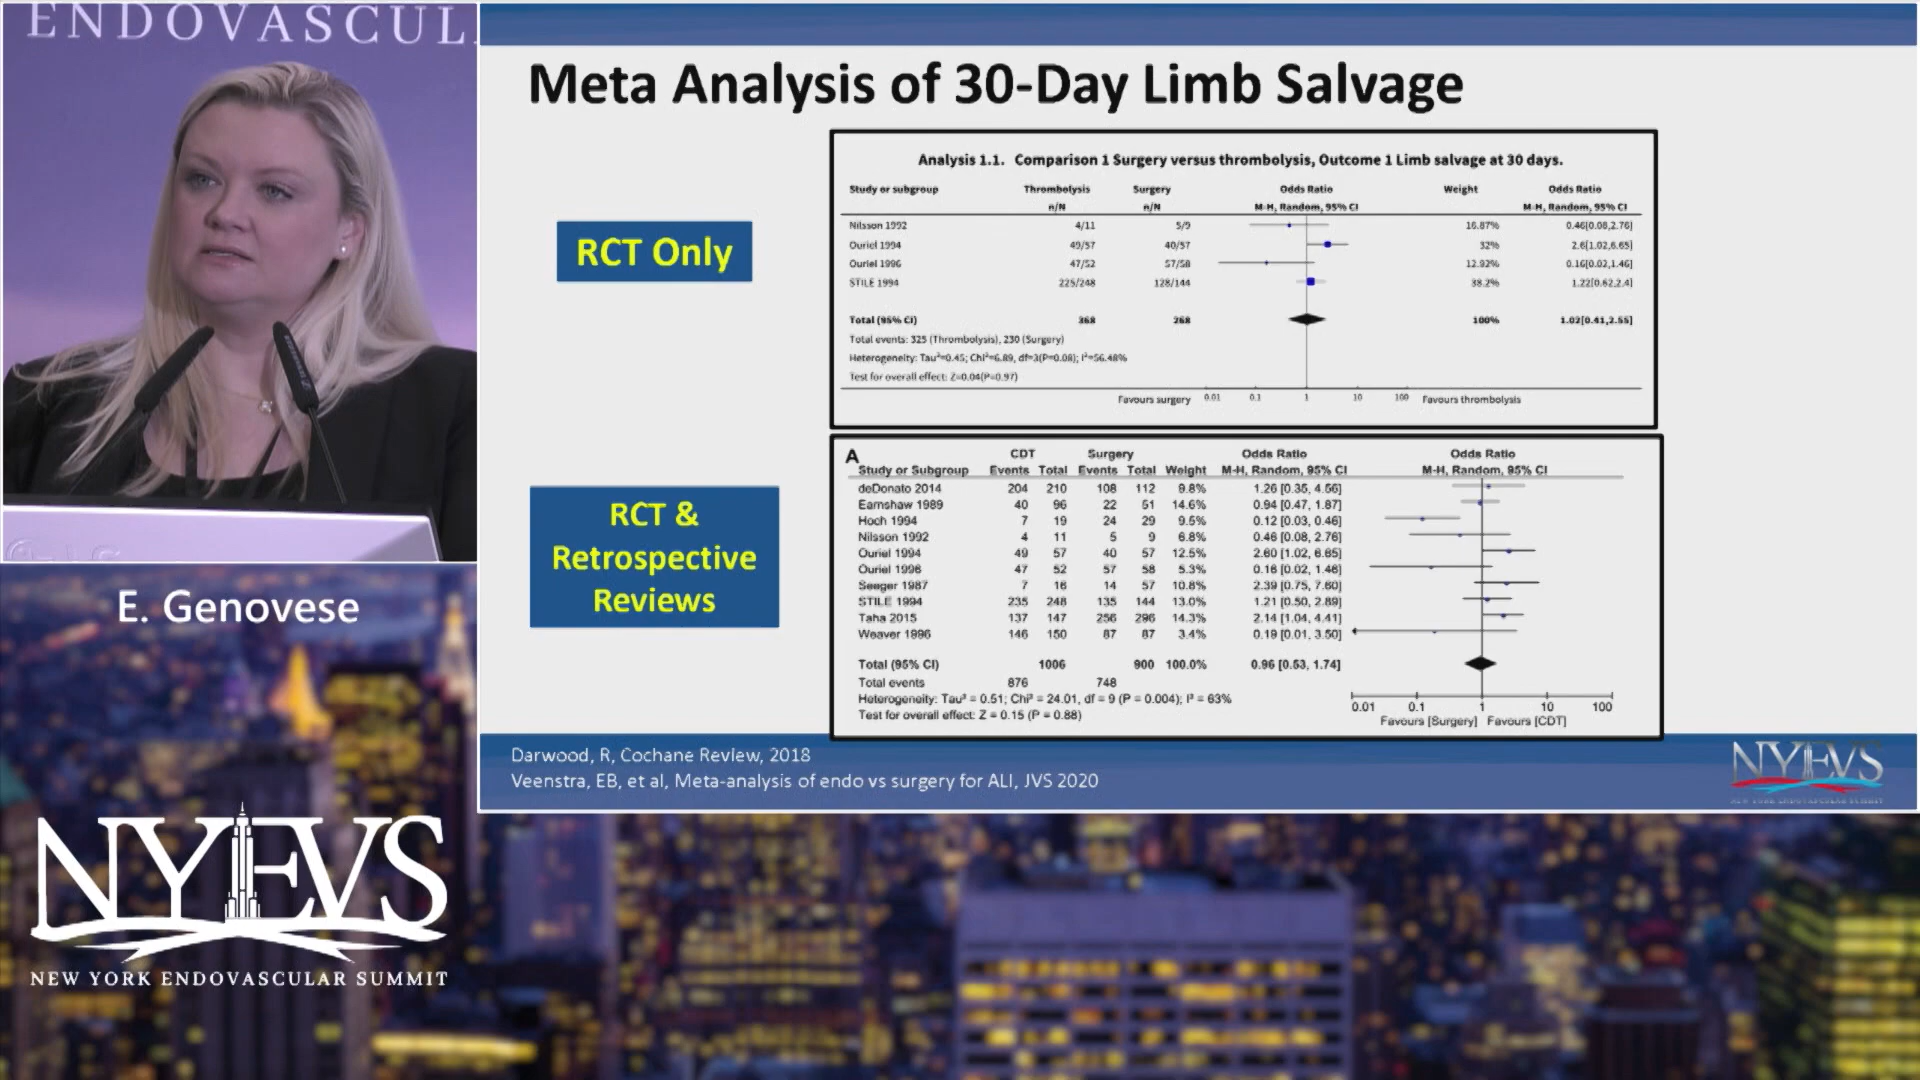 ENDOVASCUL
E. Genovese
NYEVS
NEW YORK ENDOVASCULAR SUMMIT
Meta Analysis of 30-Day Limb Salvage
RCT Only
Analysis 1.1. Comparison 1 Surgery versus thrombolysis, Outcome 1 Limb salvage at 30 days.
Study or subgroup Thrombolysis Surgery Odds Ratio Weight Odds Ratio
n/N n/N M-H, Random, 95% CI M-H, Random, 95% CI
Nilsson 1992 4/11 5/9 16.87% 0.46[0.08,2.76]
Ouriel 1994 49/57 40/57 32% 2.6[1.02,6.65]
Ouriel 1996 47/52 57/58 12.92% 0.16[0.02,1.46]
STILE 1994 225/248 128/144 38.2% 1.22[0.62,2.4]
Total (95% CI) 368 268 100% 1.02[0.41,2.55]
Total events: 325 (Thrombolysis), 230 (Surgery)
Heterogeneity: Tau²=0.45; Chi²=6.89, df=3(P=0.08); I²=56.48%
Test for overall effect: Z=0.04(P=0.97)
Favours surgery 0.01 0.1 1 10 100 Favours thrombolysis
RCT &
Retrospective
Reviews
A CDT Surgery Odds Ratio Odds Ratio
Study or Subgroup Events Total Events Total Weight M-H, Random, 95% CI M-H, Random, 95% CI
deDonato 2014 204 210 108 112 9.8% 1.26 [0.35, 4.56]
Earnshaw 1989 40 96 22 51 14.6% 0.94 [0.47, 1.87]
Hoch 1994 7 19 24 29 9.5% 0.12 [0.03, 0.46]
Nilsson 1992 4 11 5 9 6.8% 0.46 [0.08, 2.76]
Ouriel 1994 49 57 40 57 12.5% 2.60 [1.02, 6.65]
Ouriel 1996 47 52 57 58 5.3% 0.16 [0.02, 1.46]
Seeger 1987 7 16 14 57 10.8% 2.39 [0.75, 7.60]
STILE 1994 235 248 135 144 13.0% 1.21 [0.50, 2.89]
Taha 2015 137 147 256 296 14.3% 2.14 [1.04, 4.41]
Weaver 1996 146 150 87 87 3.4% 0.19 [0.01, 3.50]
Total (95% CI) 1006 900 100.0% 0.96 [0.53, 1.74]
Total events 876 748
Heterogeneity: Tau² = 0.51; Chi² = 24.01, df = 9 (P = 0.004); I² = 63%
Test for overall effect: Z = 0.15 (P = 0.88)
0.01 0.1 1 10 100
Favours [Surgery] Favours [CDT]
Darwood, R, Cochane Review, 2018
Veenstra, EB, et al, Meta-analysis of endo vs surgery for ALI, JVS 2020
NYEVS